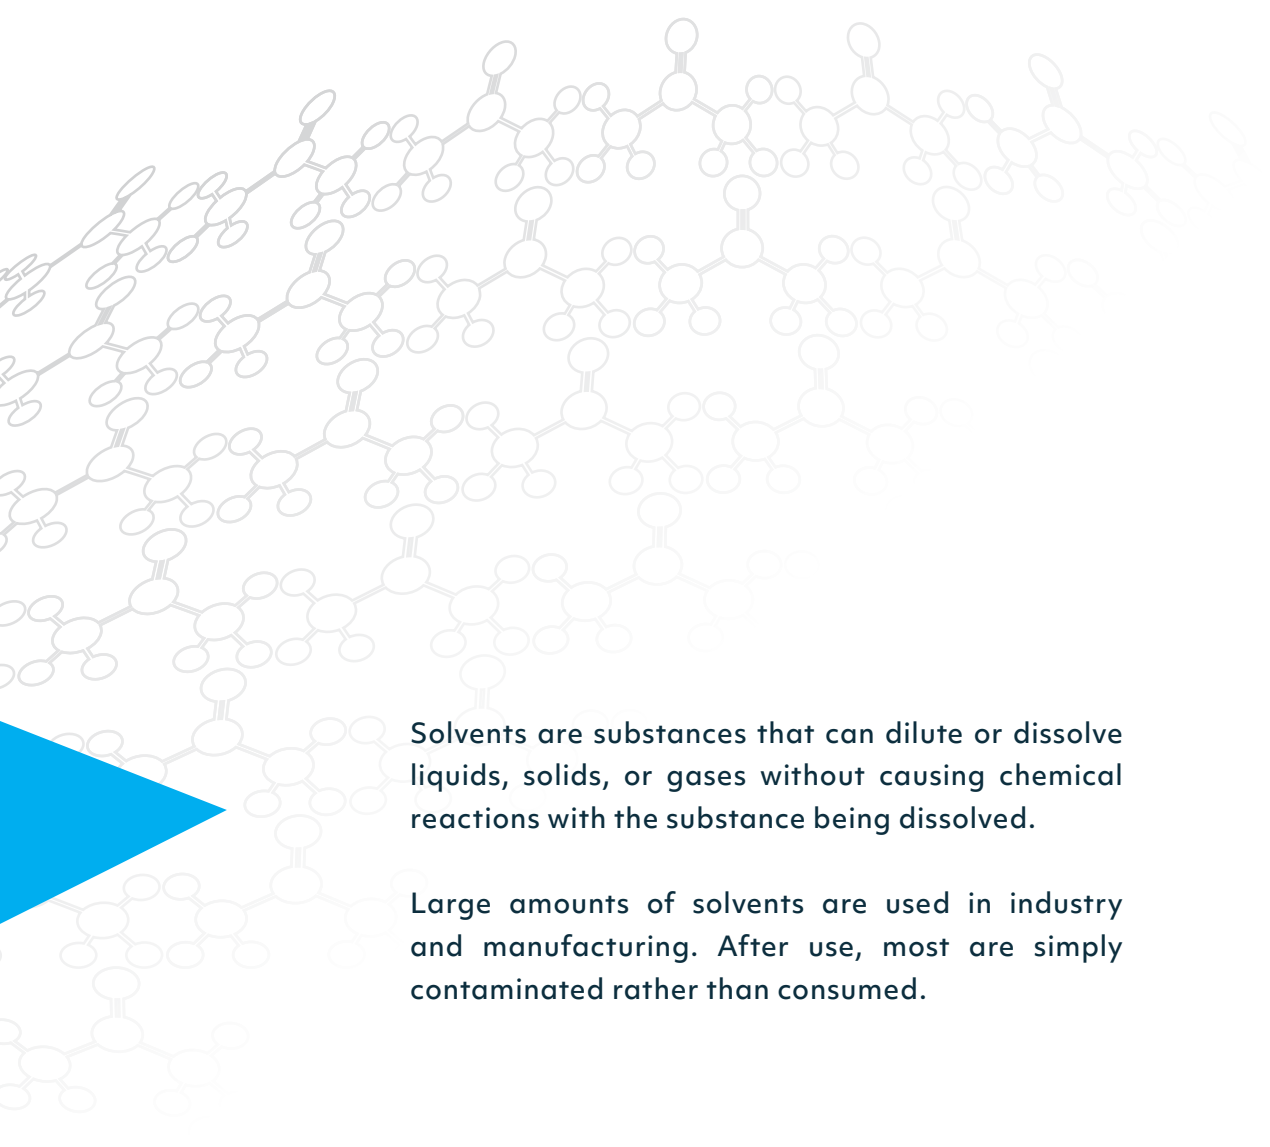 Solvents are substances that can dilute or dissolve
liquids, solids, or gases without causing chemical
reactions with the substance being dissolved.
Large amounts of solvents are used in industry
and manufacturing. After use, most are simply
contaminated rather than consumed.